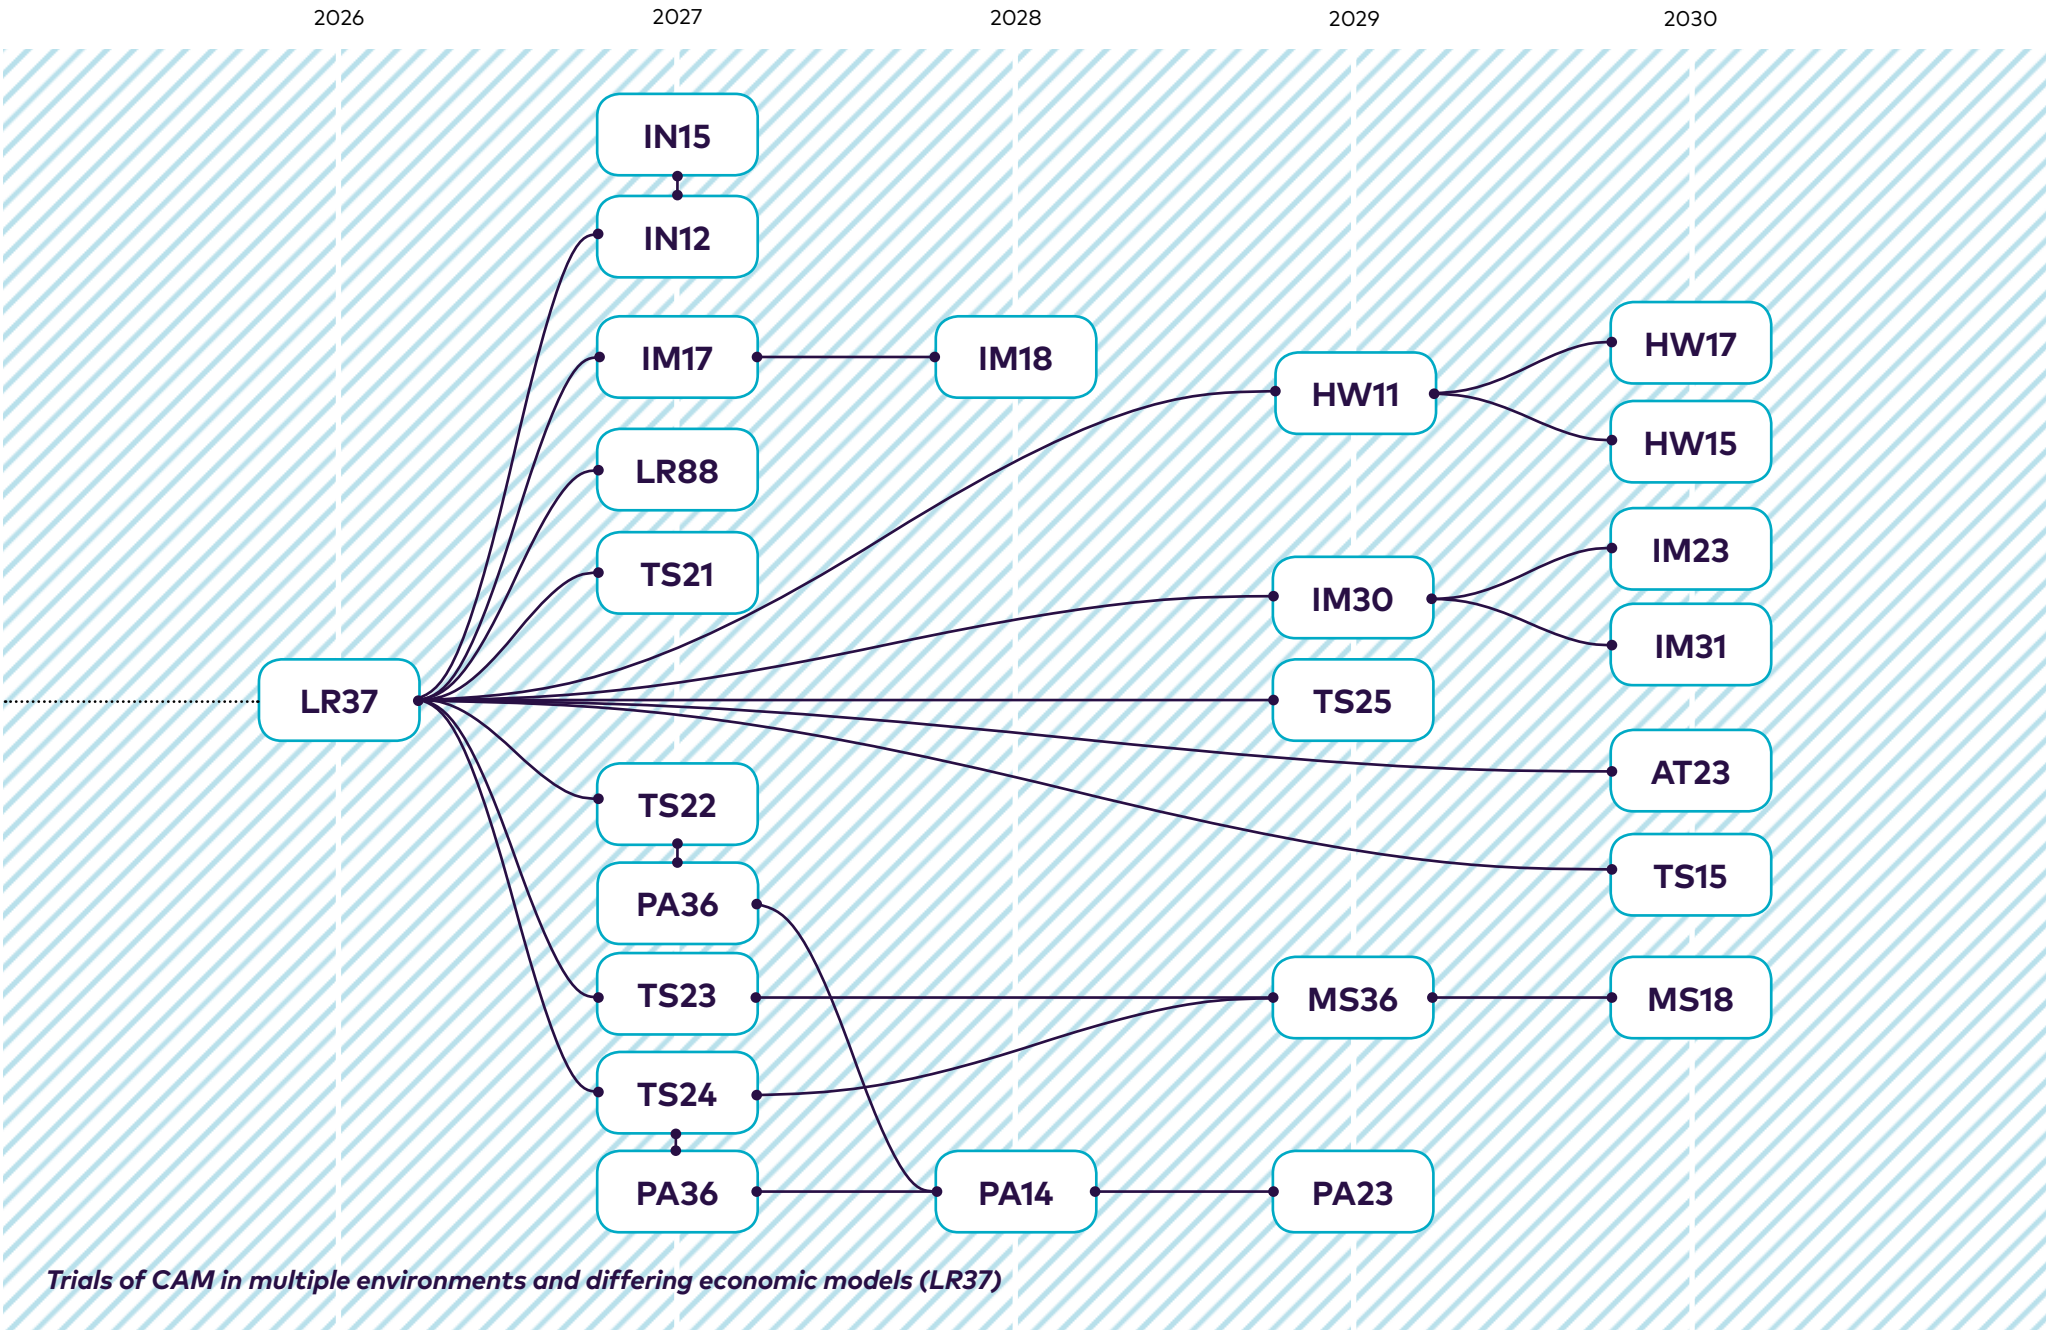 2026
2027
2028
2029
2030
IN15
IN12
IM17
IM18
HW17
HW11
HW15
LR88
TS21
IM23
IM30
IM31
LR37
TS25
AT23
TS22
TS15
PA36
TS23
MS36
MS18
TS24
PA36
PA14
PA23
Trials of CAM in multiple environments and differing economic models (LR37)